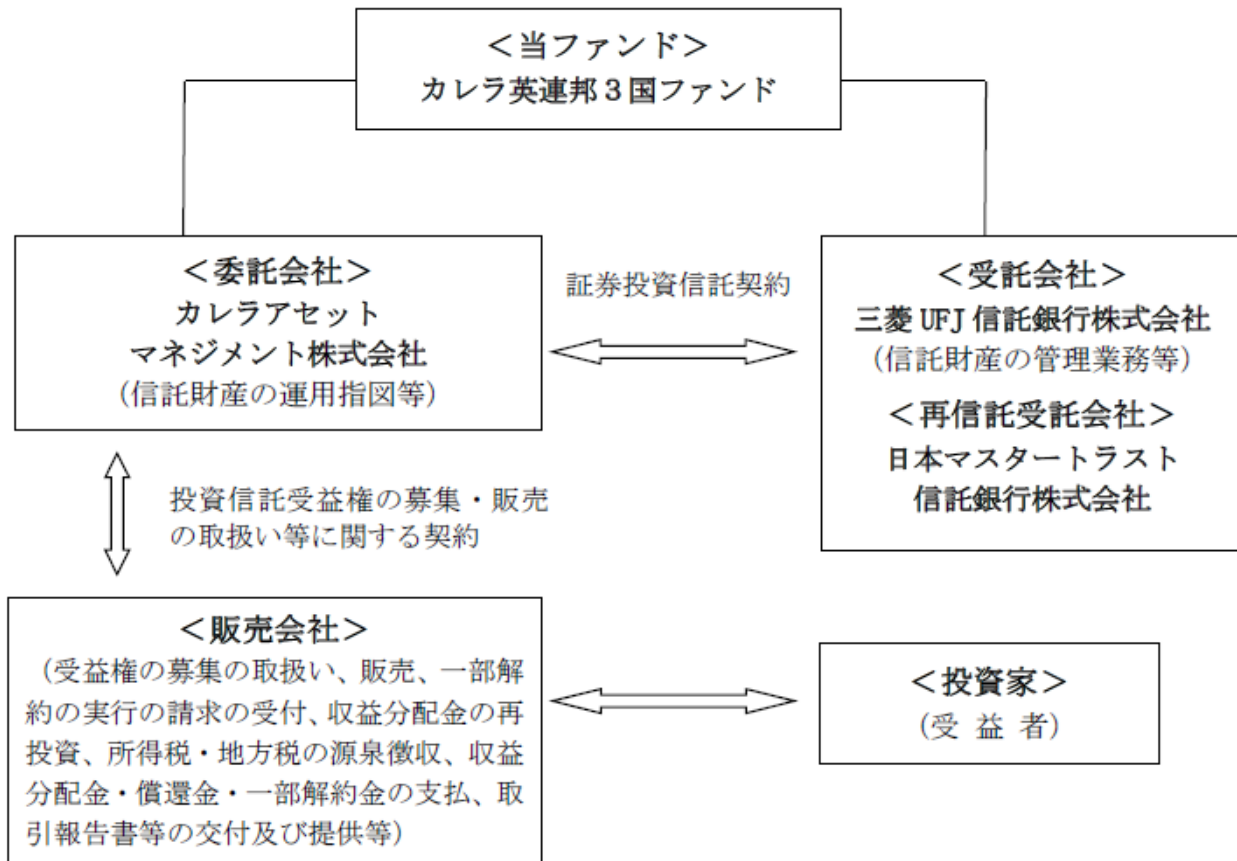 ＜当ファンド＞
カレラ英連邦３国ファンド
＜委託会社＞
カレラアセット
マネジメント株式会社
（信託財産の運用指図等）
証券投資信託契約
＜受託会社＞
三菱 UFJ 信託銀行株式会社
（信託財産の管理業務等）
＜再信託受託会社＞
日本マスタートラスト
信託銀行株式会社
投資信託受益権の募集・販売
の取扱い等に関する契約
＜販売会社＞
（受益権の募集の取扱い、販売、一部解
約の実行の請求の受付、収益分配金の再
投資、所得税・地方税の源泉徴収、収益
分配金・償還金・一部解約金の支払、取
引報告書等の交付及び提供等）
＜投資家＞
（受 益 者）